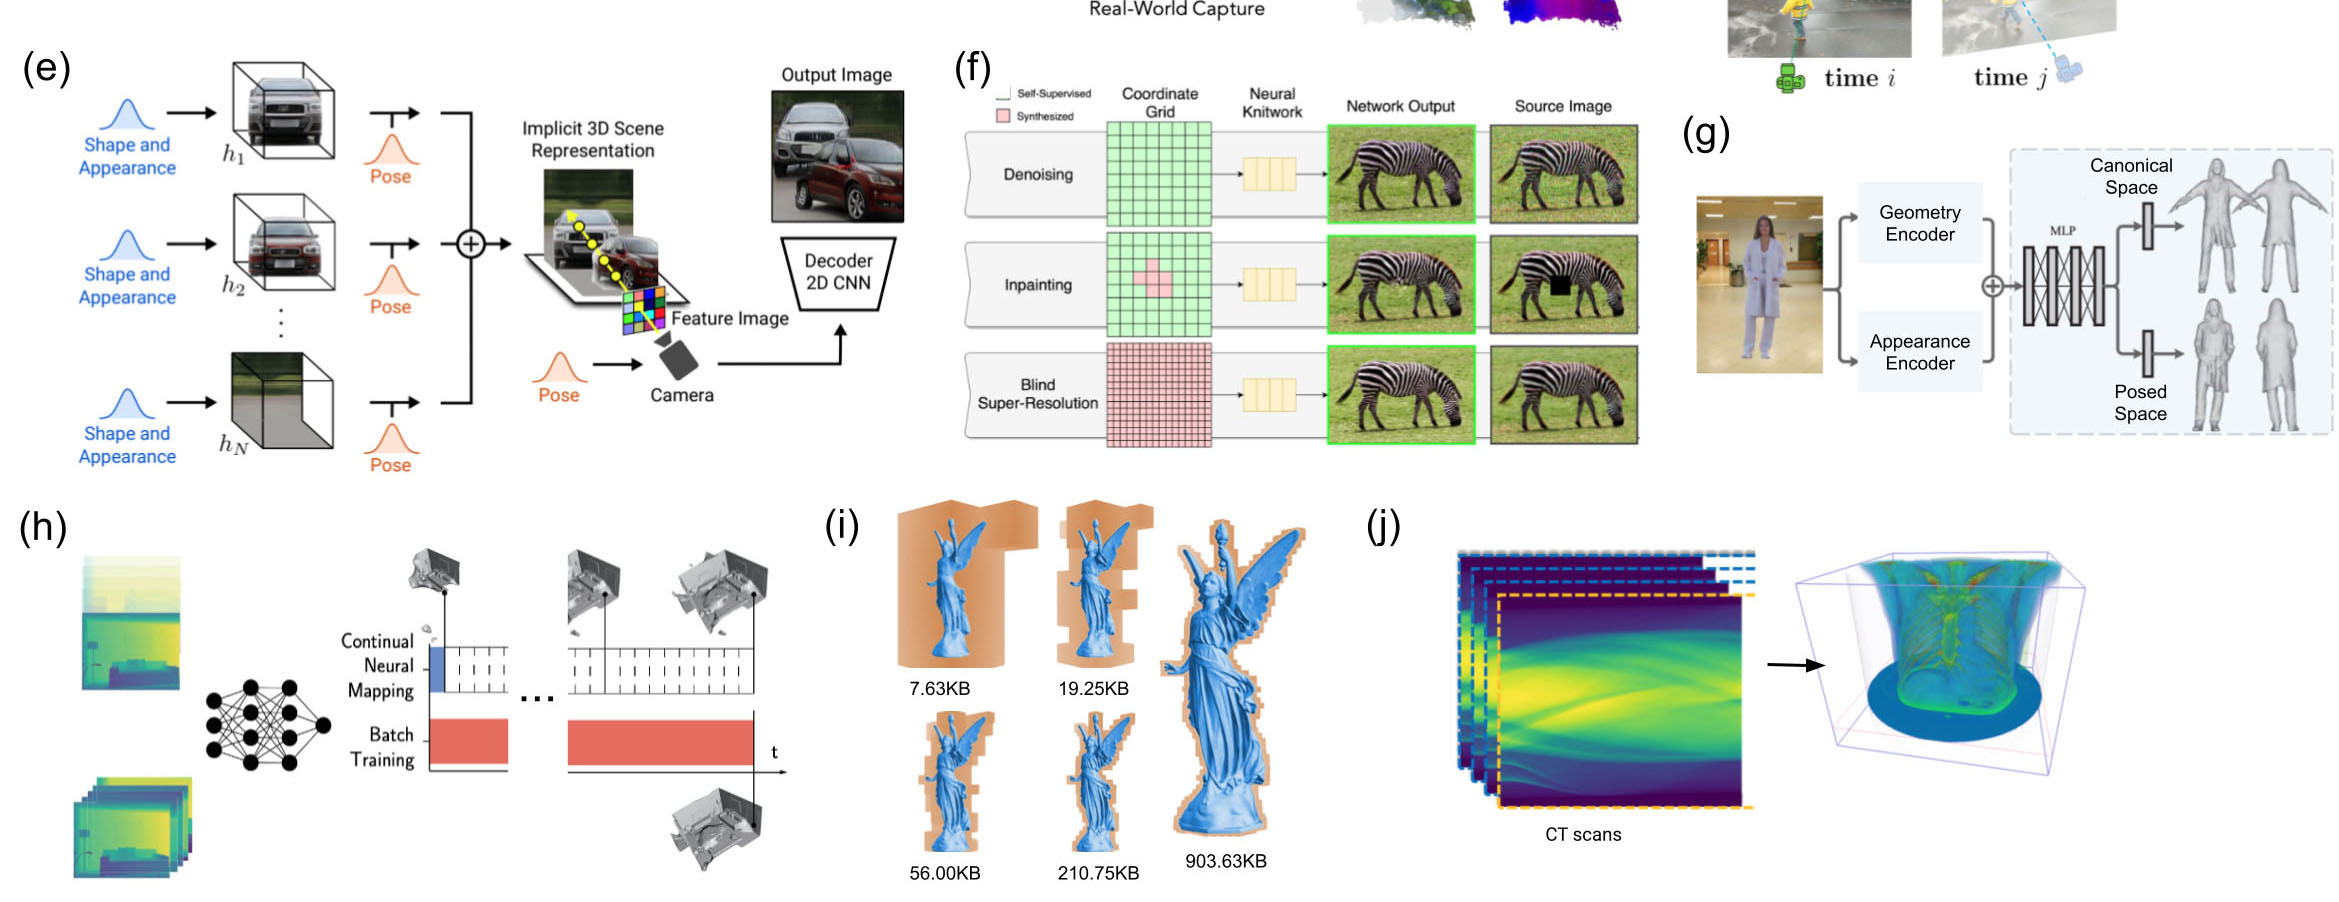 Real-World Capture
time i
time j
(e)
Shape and
Appearance
h1
Pose
Shape and
Appearance
h2
Pose
⋮
Shape and
Appearance
hN
Pose
+
Implicit 3D Scene
Representation
Feature Image
Pose
Camera
Output Image
Decoder
2D CNN
(f)
Self-Supervised
Synthesized
Coordinate
Grid
Neural
Knitwork
Network Output
Source Image
Denoising
Inpainting
Blind
Super-Resolution
(g)
Geometry
Encoder
Appearance
Encoder
MLP
Canonical
Space
Posed
Space
(h)
Continual
Neural
Mapping
...
Batch
Training
t
(i)
7.63KB
19.25KB
56.00KB
210.75KB
903.63KB
(j)
CT scans